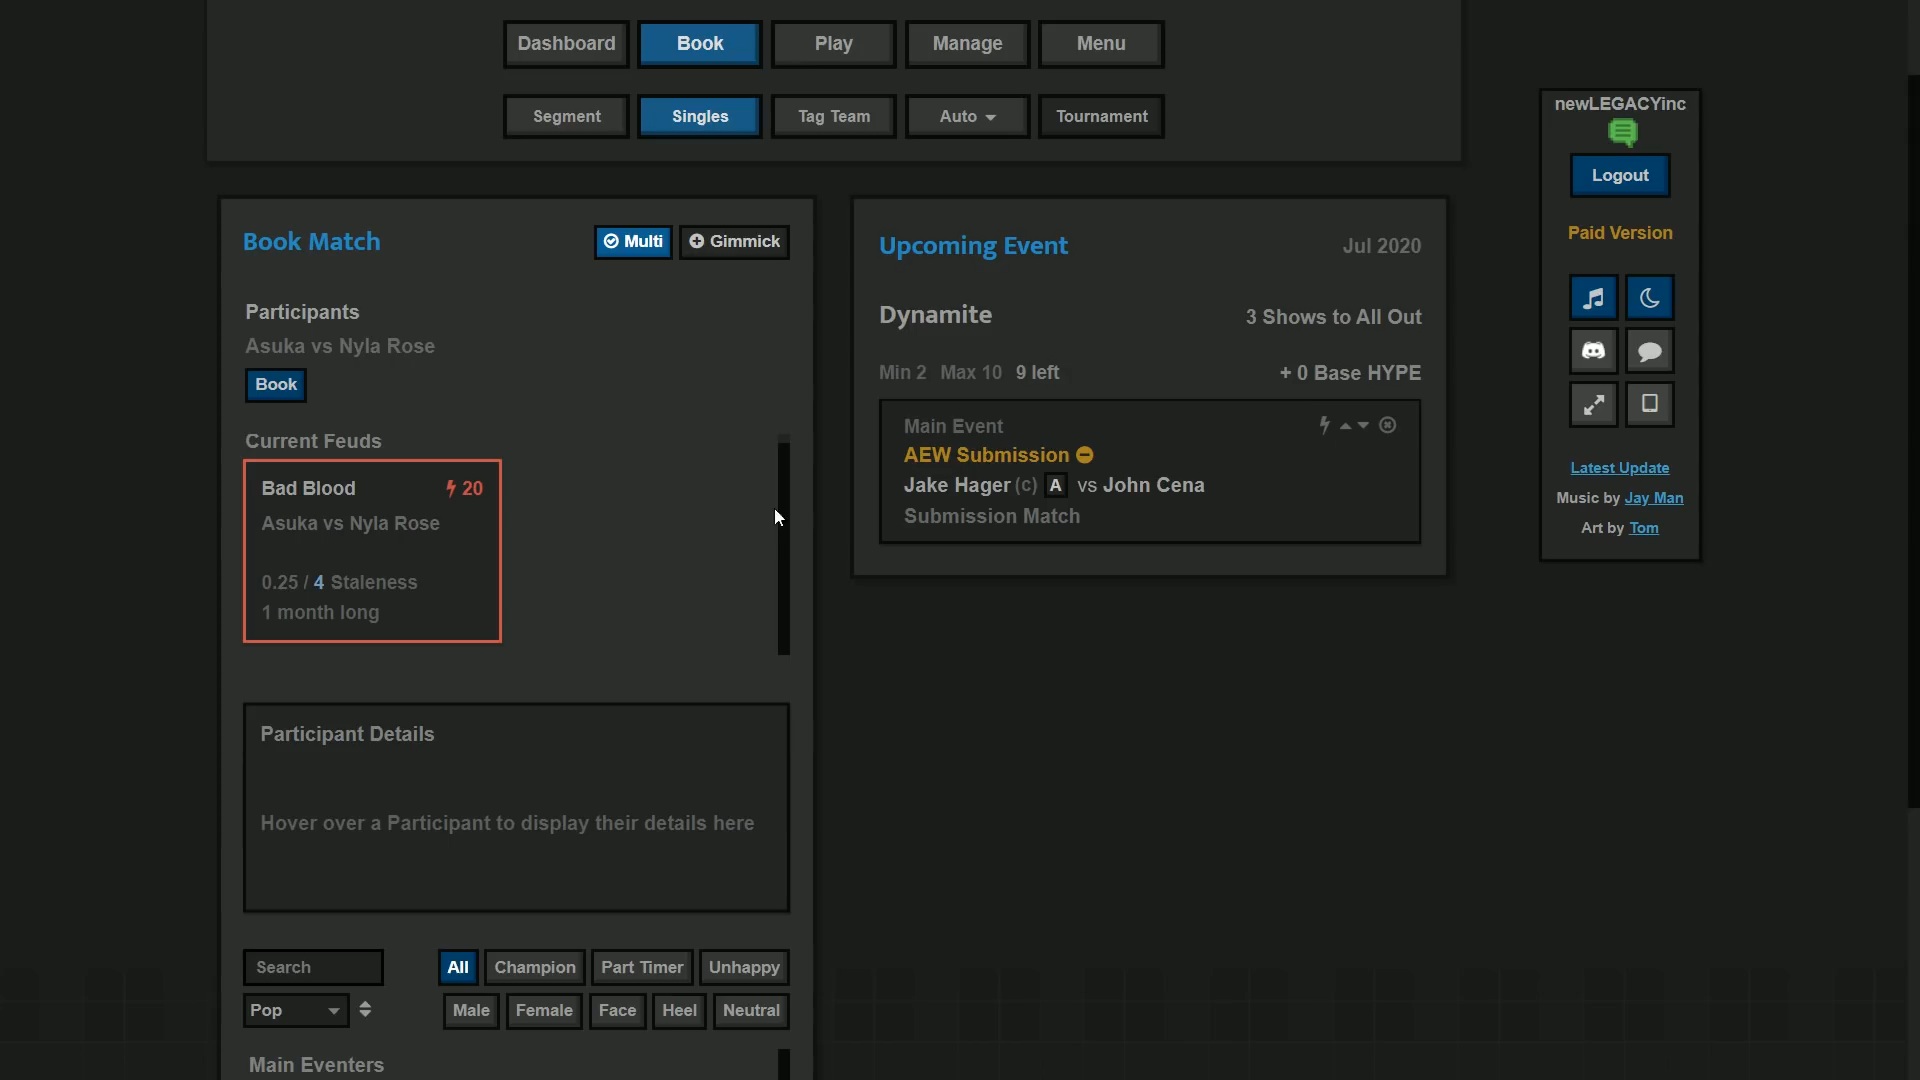 Dashboard Book Play Manage Menu
Segment Singles Tag Team Auto Tournament
newLEGACYinc
Logout
Paid Version
Latest Update
Music by Jay Man
Art by Tom
Book Match Multi Gimmick
Participants
Asuka vs Nyla Rose
Book
Current Feuds
Bad Blood 20
Asuka vs Nyla Rose
0.25 / 4 Staleness
1 month long
Participant Details
Hover over a Participant to display their details here
Search All Champion Part Timer Unhappy
Pop Male Female Face Heel Neutral
Main Eventers
Upcoming Event Jul 2020
Dynamite 3 Shows to All Out
Min 2 Max 10 9 left + 0 Base HYPE
Main Event
AEW Submission
Jake Hager (C) A vs John Cena
Submission Match